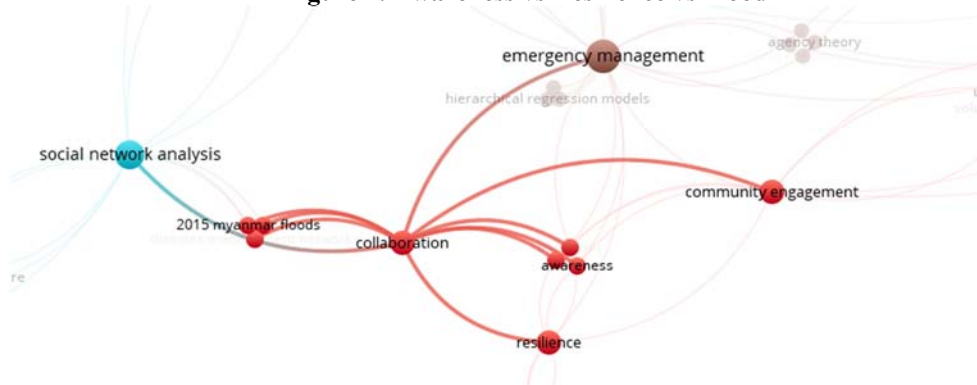 emergency management
agency theory
hierarchical regression models
social network analysis
community engagement
2015 myanmar floods
collaboration
awareness
re
resilience